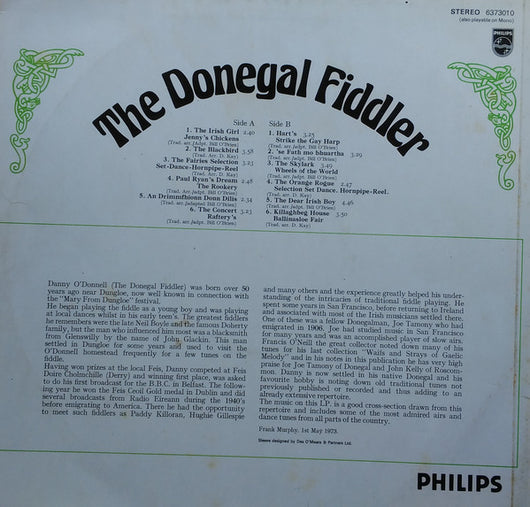 STEREO 6373010
(also playable on Mono)
PHILIPS
The Donegal Fiddler
Side A
1. The Irish Girl 2.40
Jenny's Chickens
(Trad. arr. Jadpt. Bill O'Brien)
2. The Blackbird 3.58
(Trad. arr. D. Kay)
3. The Fairies Selection 3.23
Set-Dance-Hornpipe-Reel.
(Trad. arr. D. Kay)
4. Paul Ryan's Dream 2.48
The Rookery
(Trad. arr. Jadpt. Bill O'Brien)
5. An Drimmfhionn Donn Dilis 2.34
(Trad. arr. Jadapted. Bill O'Brien)
6. The Concert 3.23
Raftery's
Side B
1. Hart's 3.25
Strike the Gay Harp
(Trad. arr. Jadpt. Bill O'Brien)
2. 'se Fath mo bhuartha 3.29
3. The Skylark 3.49
Wheels of the World
(Trad. arr. Jadpt. Bill O'Brien)
4. The Orange Rogue 2.47
Selection Set Dance. Hornpipe-Reel.
(Trad. arr. D. Kay)
5. The Dear Irish Boy 4.46
(Trad. arr. Jadpt. Bill O'Brien)
6. Killaghbeg House 3.50
Ballinasloe Fair
(Trad. arr. D. Kay)
Danny O'Donnell (The Donegal Fiddler) was born over 50
years ago near Dungloe, now well known in connection with
the "Mary From Dungloe" festival.
He began playing the fiddle as a young boy and was playing
at local dances whilst in his early teen's. The greatest fiddlers
he remembers were the late Neil Boyle and the famous Doherty
family, but the man who influenced him most was a blacksmith
from Glenswilly by the name of John Glackin. This man
settled in Dungloe for some years and used to visit the
O'Donnell homestead frequently for a few tunes on the
fiddle.
Having won prizes at the local Feis, Danny competed at Feis
Doire Cholmchille (Derry) and winning first place, was asked
to do his first broadcast for the B.B.C. in Belfast. The follow-
ing year he won the Feis Ceoil Gold medal in Dublin and did
several broadcasts from Radio Eireann during the 1940's
before emigrating to America. There he had the opportunity
to meet such fiddlers as Paddy Killoran, Hughie Gillespie
and many others and the experience greatly helped his under-
standing of the intricacies of traditional fiddle playing. He
spent some years in San Francisco, before returning to Ireland
and associated with most of the Irish musicians settled there.
One of these was a fellow Donegalman, Joe Tamony who had
emigrated in 1906. Joe had studied music in San Francisco
for many years and was an accomplished player of slow airs.
Francis O'Neill the great collector noted down many of his
tunes for his last collection "Waifs and Strays of Gaelic
Melody" and in his notes in this publication he has very high
praise for Joe Tamony of Donegal and John Kelly of Roscom-
mon. Danny is now settled in his native Donegal and his
favourite hobby is noting down old traditional tunes not
previously published or recorded and thus adding to an
already extensive repertoire.
The music on this LP. is a good cross-section drawn from this
repertoire and includes some of the most admired airs and
dance tunes from all parts of the country.
Frank Murphy. 1st May 1973.
Sleeve designed by Des O'Meara & Partners Ltd.
PHILIPS